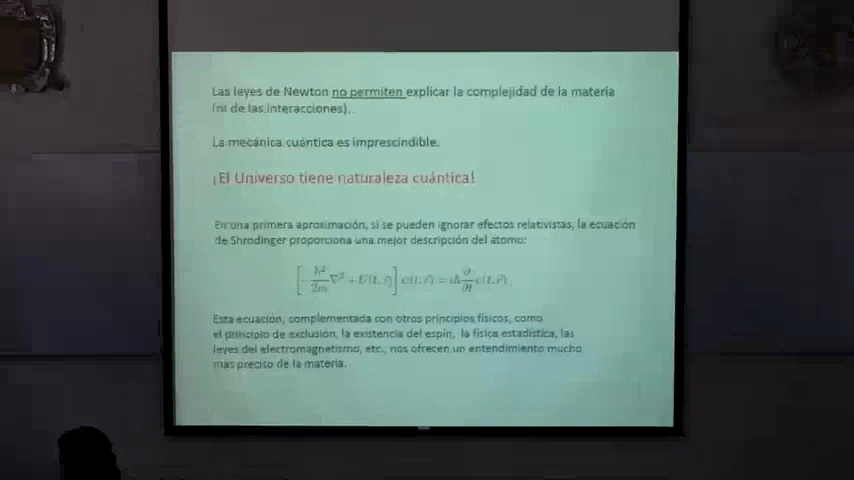 Las leyes de Newton no permiten explicar la complejidad de la materia
(ni de las interacciones).
La mecánica cuántica es imprescindible.
¡El Universo tiene naturaleza cuántica!
En una primera aproximación, si se pueden ignorar efectos relativistas, la ecuación
de Shrodinger proporciona una mejor descripción del átomo:
[-ħ²/2m ∇² + U(t, r⃗)] ψ(t, r⃗) = iħ ∂/∂t ψ(t, r⃗)
Esta ecuación, complementada con otros principios físicos, como
el principio de exclusión, la existencia del espín, la física estadística, las
leyes del electromagnetismo, etc., nos ofrecen un entendimiento mucho
más preciso de la materia.